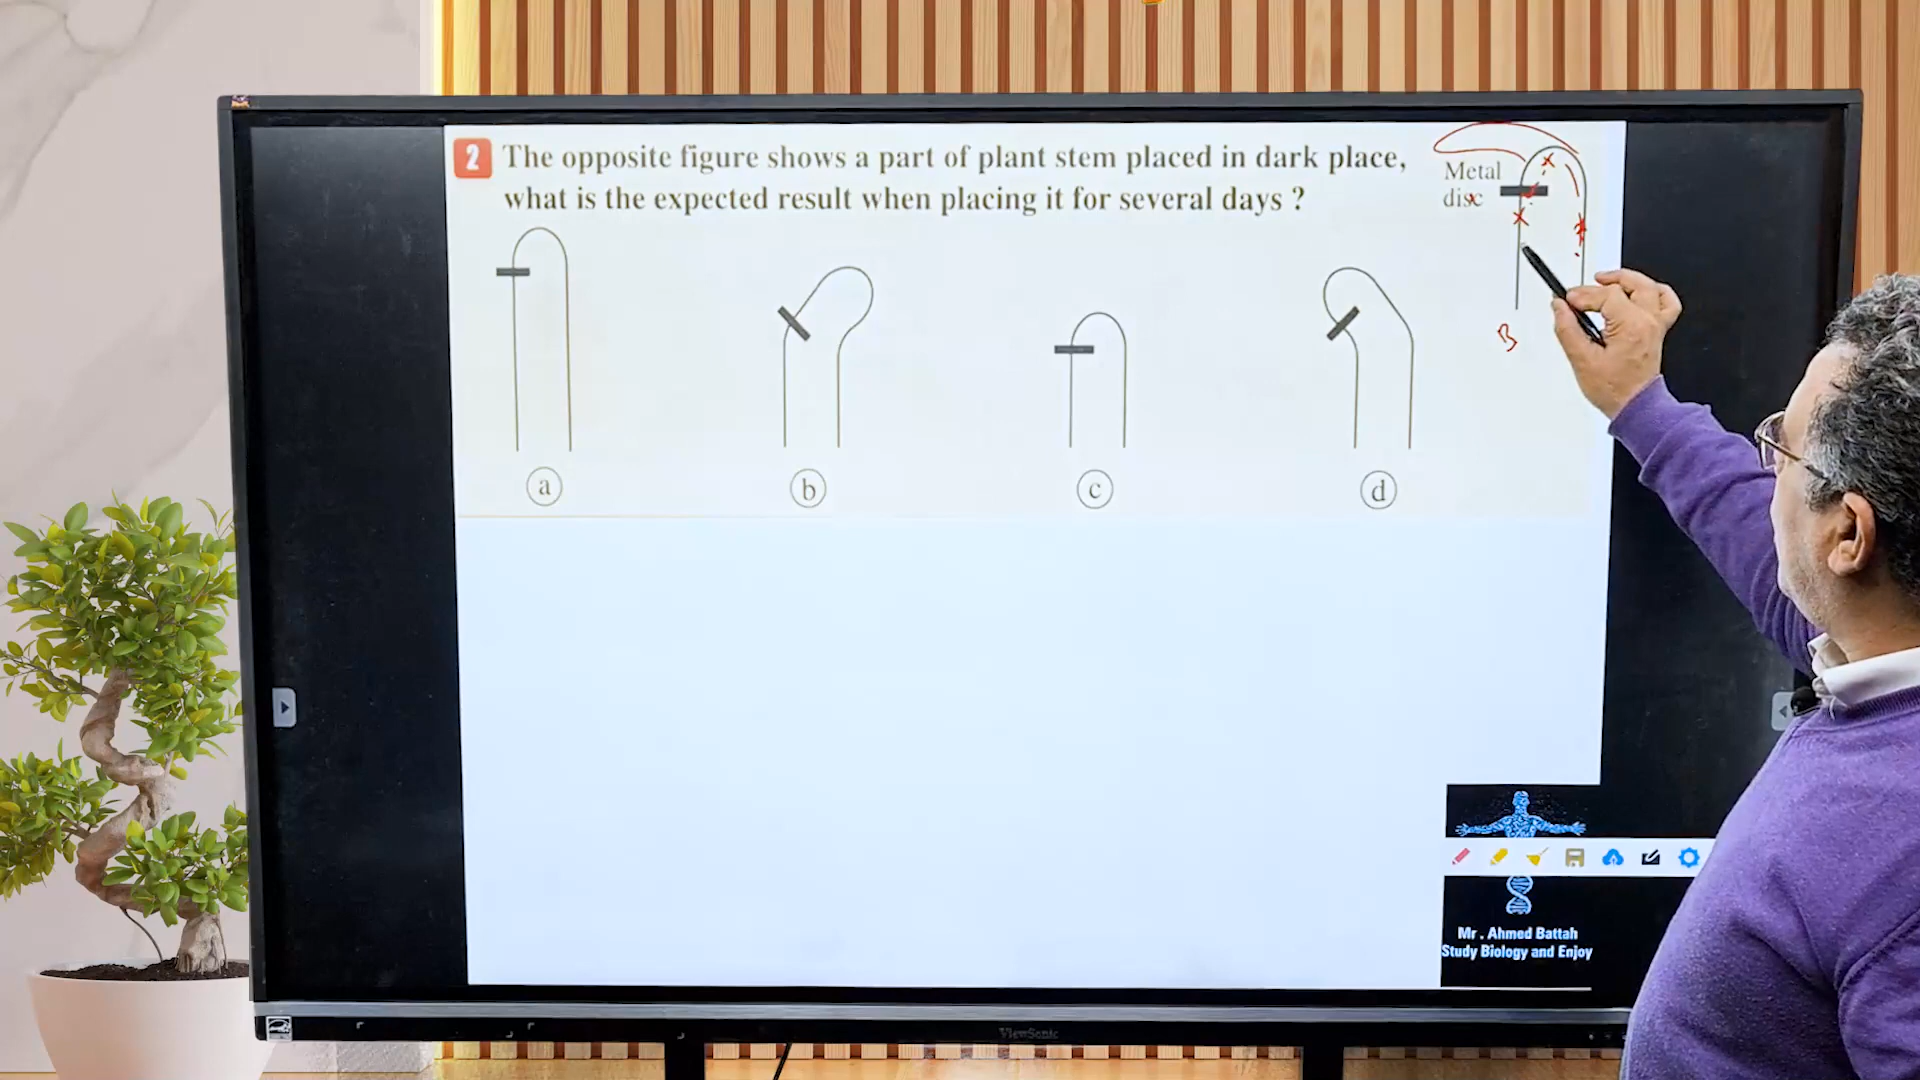 2 The opposite figure shows a part of plant stem placed in dark place,
what is the expected result when placing it for several days ?
Metal
disc
B
a
b
c
d
Mr . Ahmed Battah
Study Biology and Enjoy
ViewSonic